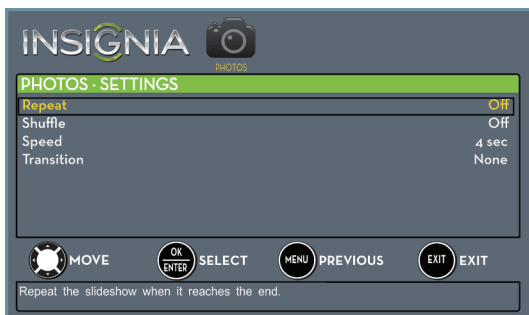 INSIGNIA
PHOTOS
PHOTOS · SETTINGS
Repeat Off
Shuffle Off
Speed 4 sec
Transition None
MOVE OK ENTER SELECT MENU PREVIOUS EXIT EXIT
Repeat the slideshow when it reaches the end.